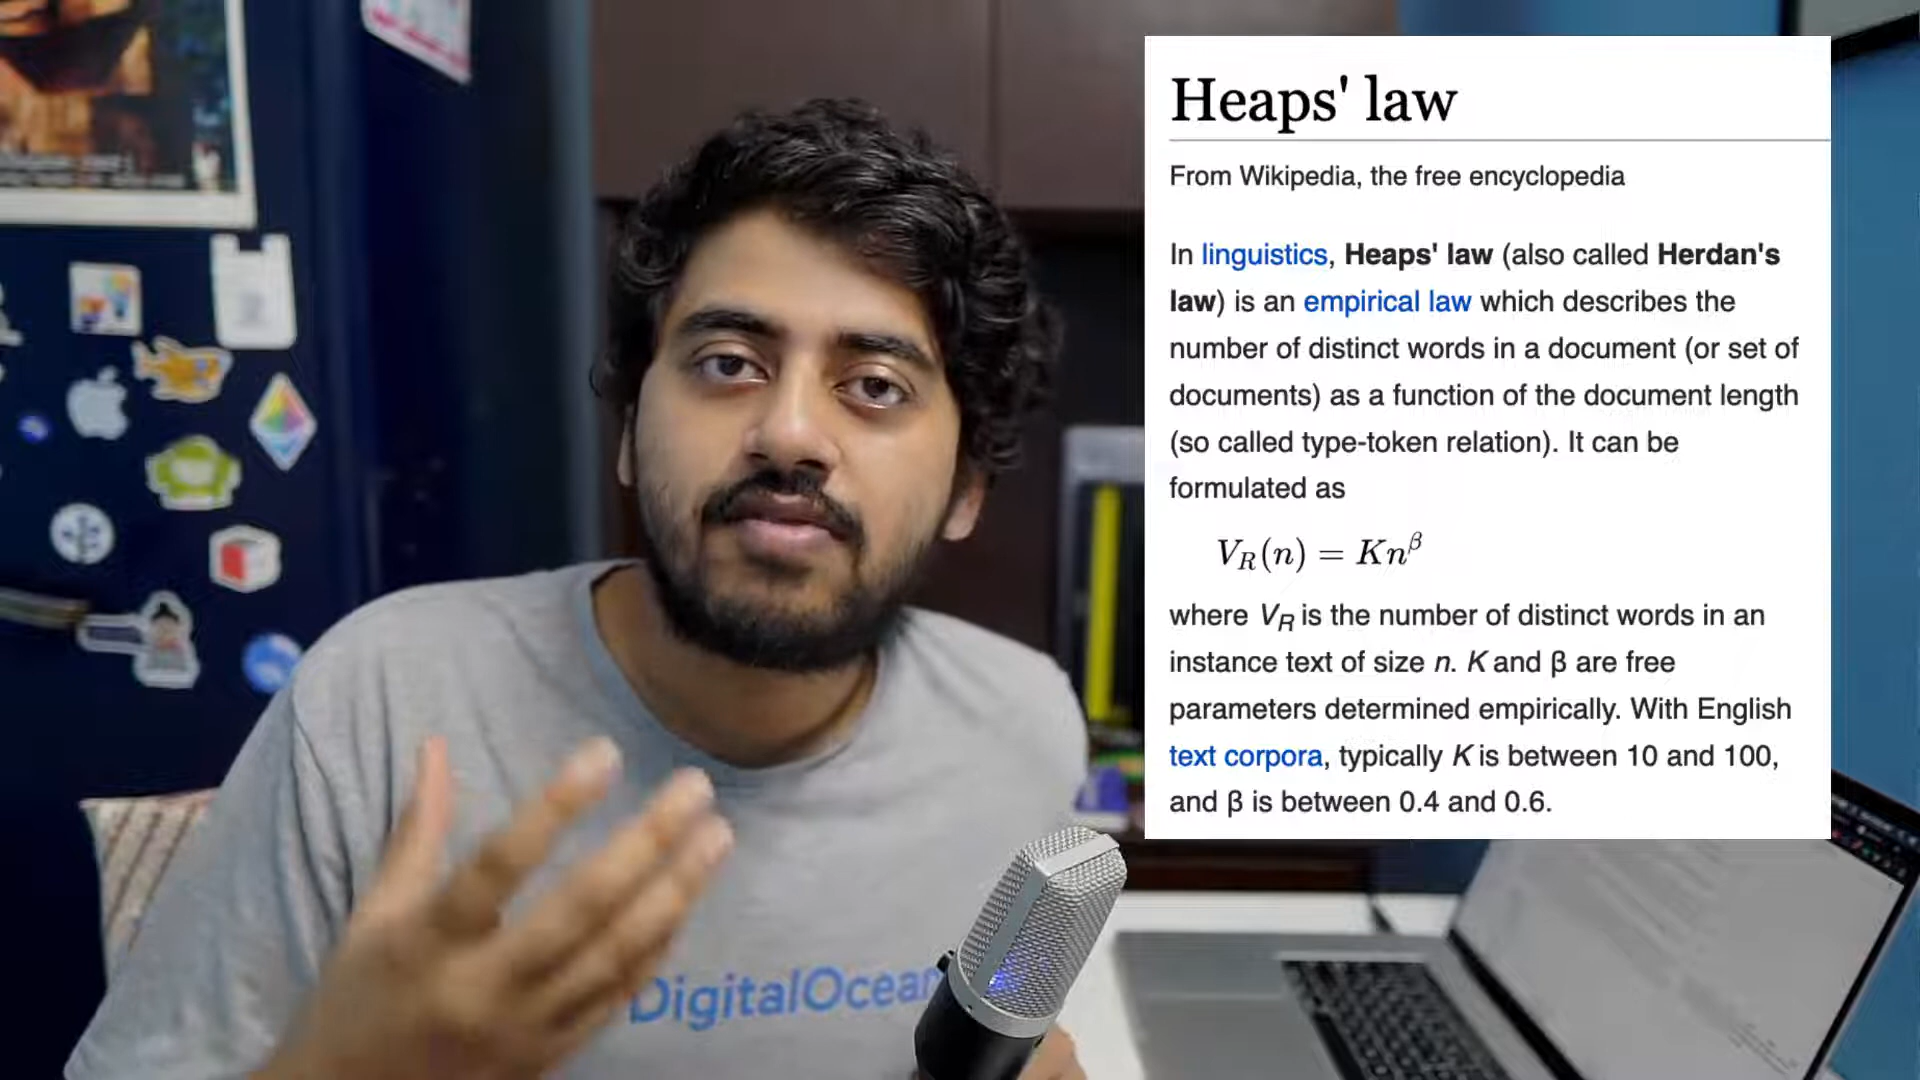 Heaps' law
From Wikipedia, the free encyclopedia
In linguistics, Heaps' law (also called Herdan's
law) is an empirical law which describes the
number of distinct words in a document (or set of
documents) as a function of the document length
(so called type-token relation). It can be
formulated as
V_R(n) = Kn^β
where V_R is the number of distinct words in an
instance text of size n. K and β are free
parameters determined empirically. With English
text corpora, typically K is between 10 and 100,
and β is between 0.4 and 0.6.
DigitalOcean